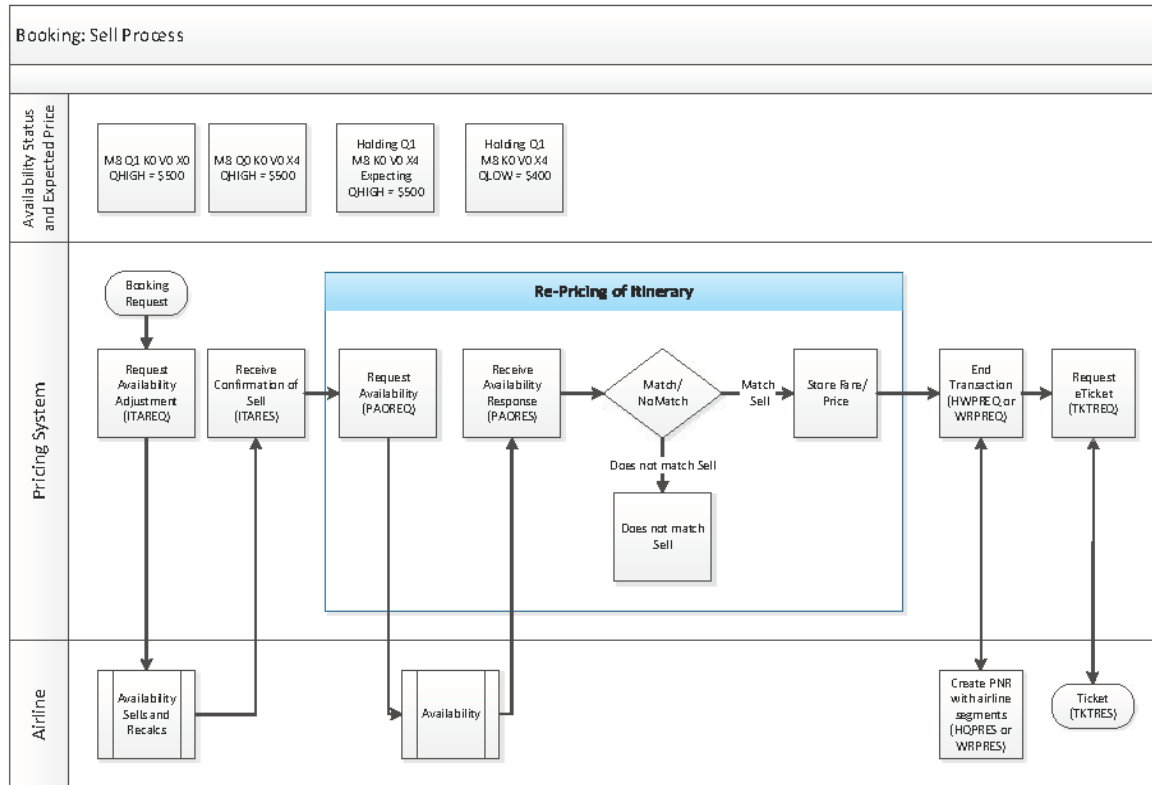 Booking: Sell Process
Availability Status
and Expected Price
M8 Q1 K0 V0 X0
QHIGH = $500
M8 Q0 K0 V0 X4
QHIGH = $500
Holding Q1
M8 K0 V0 X4
Expecting
QHIGH = $500
Holding Q1
M8 K0 V0 X4
QLOW = $400
Pricing System
Booking
Request
Re-Pricing of Itinerary
Request
Availability
Adjustment
(ITAREQ)
Receive
Confirmation of
Sell
(ITARES)
Request
Availability
(PAOREQ)
Receive
Availability
Response
(PAORES)
Match/
NoMatch
Match
Sell
Store Fare/
Price
End
Transaction
(HWPREQ or
WRPREQ)
Request
eTicket
(TKTREQ)
Does not match Sell
Does not match
Sell
Airline
Availability
Sells and
Recalcs
Availability
Create PNR
with airline
segments
(HQPRES or
WRPRES)
Ticket
(TKTRES)